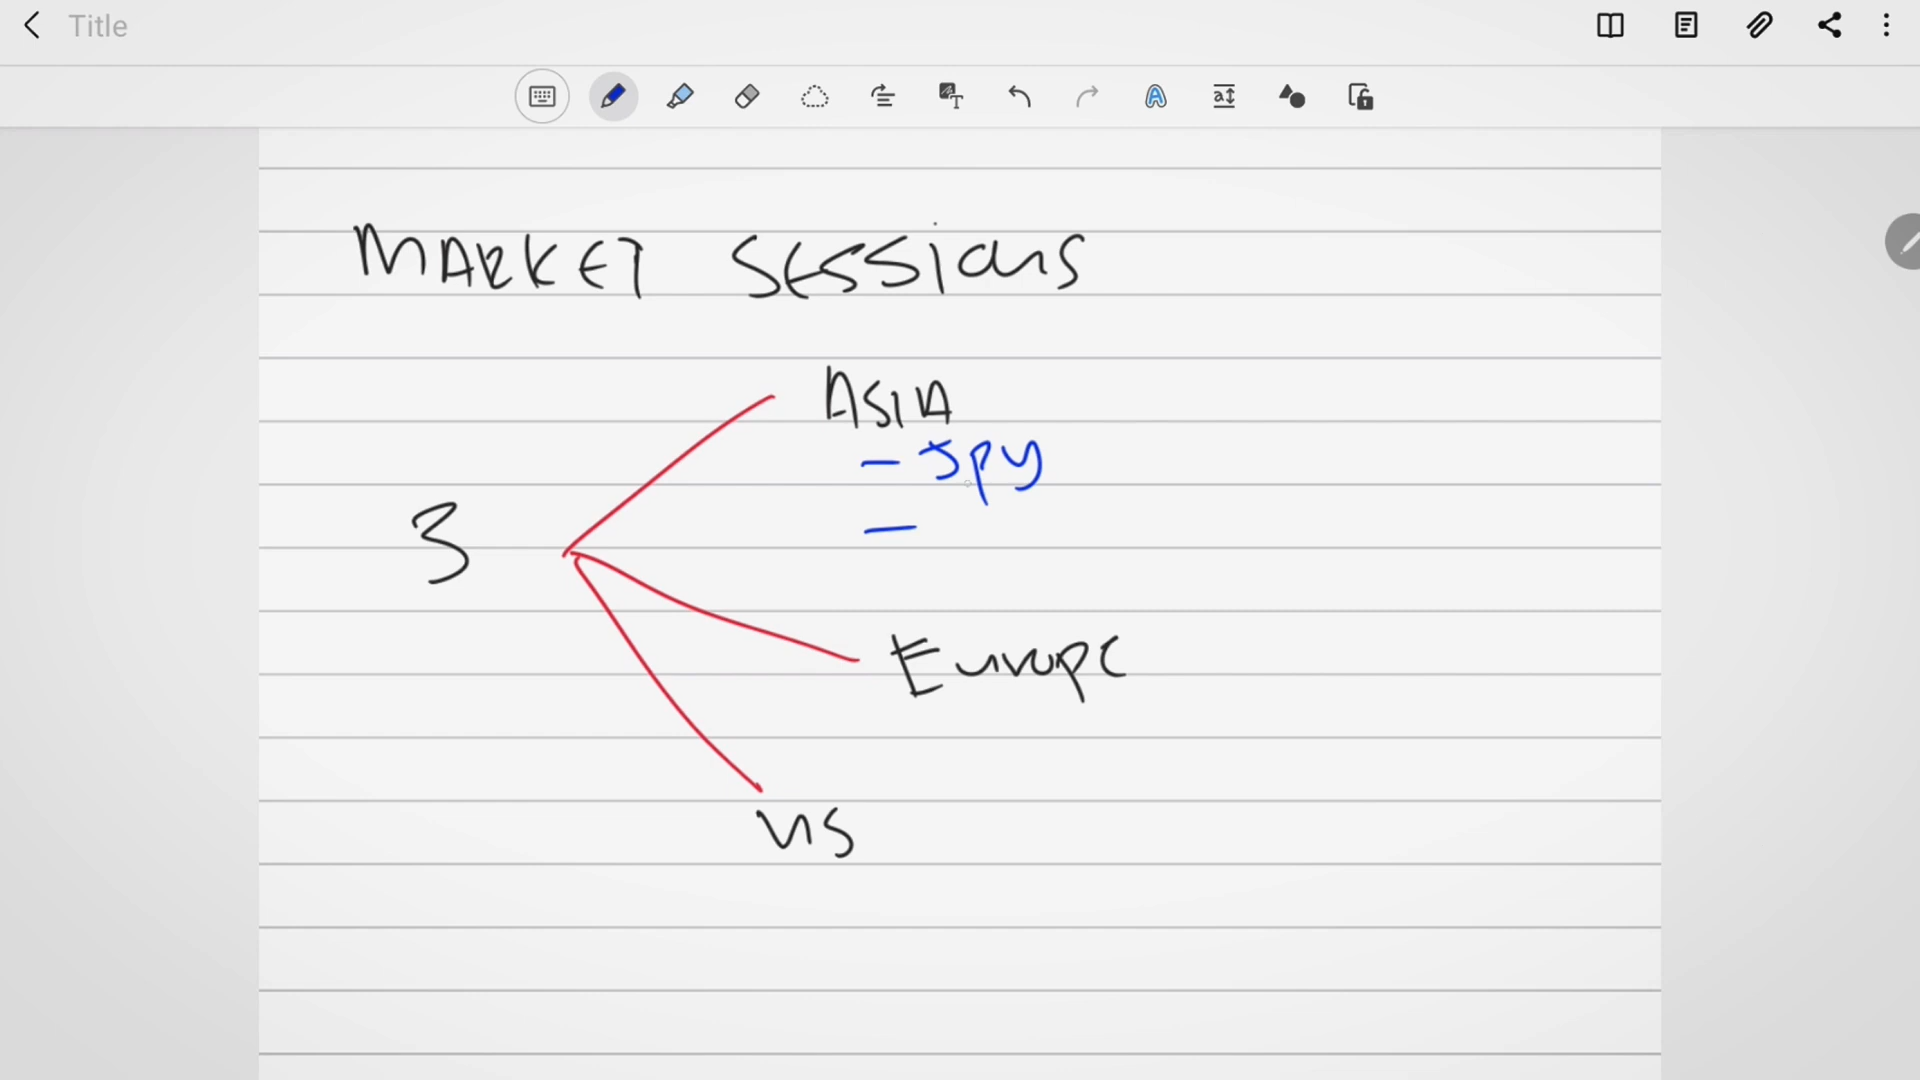 Title
MARKET SESSiOnS
ASIA
- Jpy
3
-
Europe
US